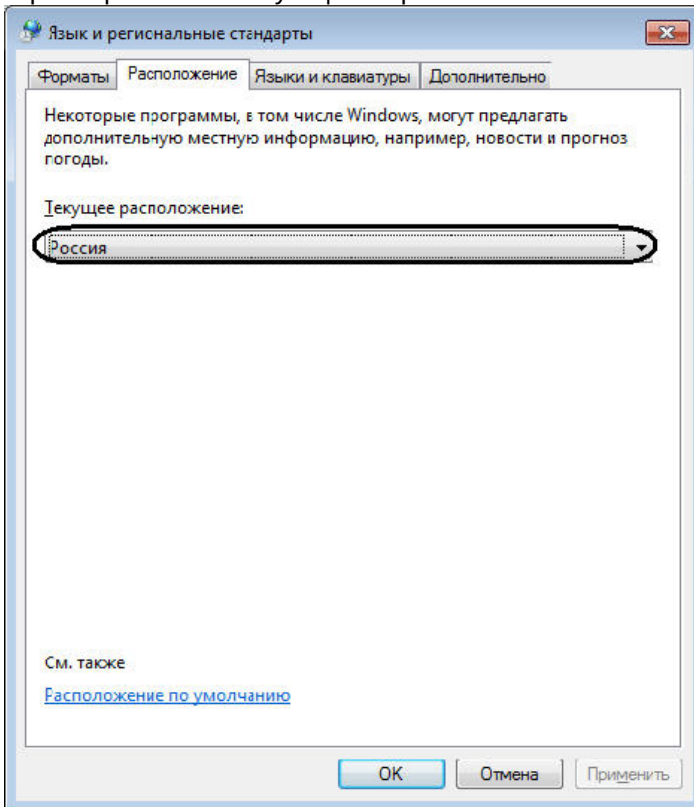 Язык и региональные стандарты
Форматы Расположение Языки и клавиатуры Дополнительно
Некоторые программы, в том числе Windows, могут предлагать
дополнительную местную информацию, например, новости и прогноз
погоды.
Текущее расположение:
Россия
См. также
Расположение по умолчанию
OK Отмена Применить